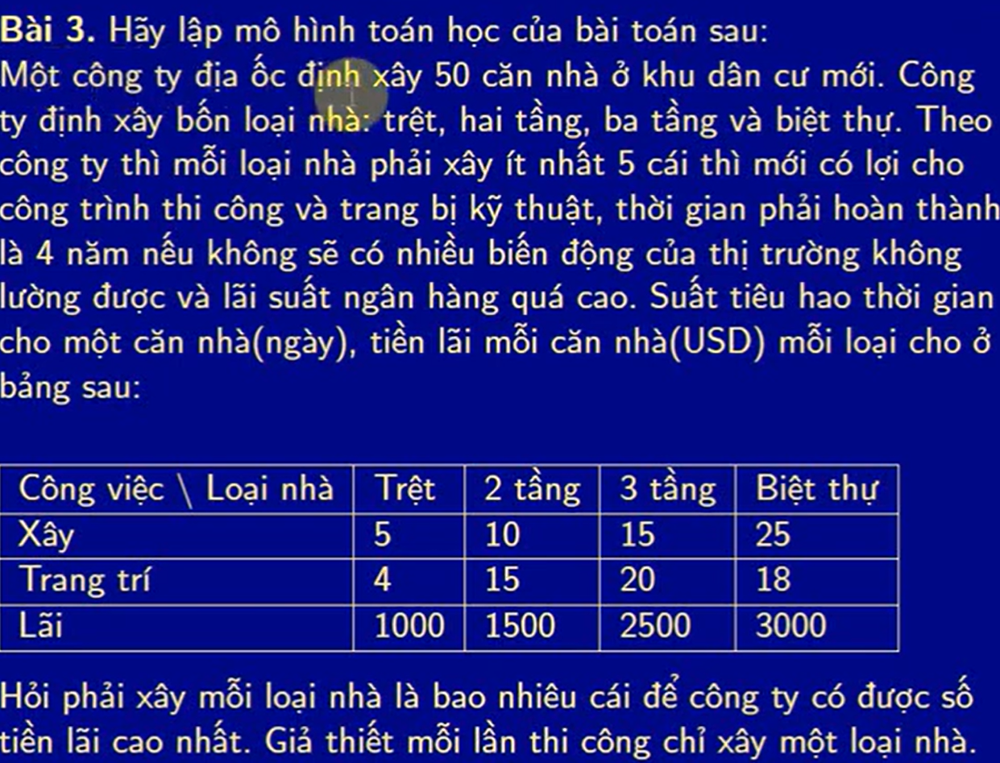 Bài 3. Hãy lập mô hình toán học của bài toán sau:
Một công ty địa ốc định xây 50 căn nhà ở khu dân cư mới. Công
ty định xây bốn loại nhà: trệt, hai tầng, ba tầng và biệt thự. Theo
công ty thì mỗi loại nhà phải xây ít nhất 5 cái thì mới có lợi cho
công trình thi công và trang bị kỹ thuật, thời gian phải hoàn thành
là 4 năm nếu không sẽ có nhiều biến động của thị trường không
lường được và lãi suất ngân hàng quá cao. Suất tiêu hao thời gian
cho một căn nhà(ngày), tiền lãi mỗi căn nhà(USD) mỗi loại cho ở
bảng sau:
Công việc \ Loại nhà Trệt 2 tầng 3 tầng Biệt thự
Xây 5 10 15 25
Trang trí 4 15 20 18
Lãi 1000 1500 2500 3000
Hỏi phải xây mỗi loại nhà là bao nhiêu cái để công ty có được số
tiền lãi cao nhất. Giả thiết mỗi lần thi công chỉ xây một loại nhà.